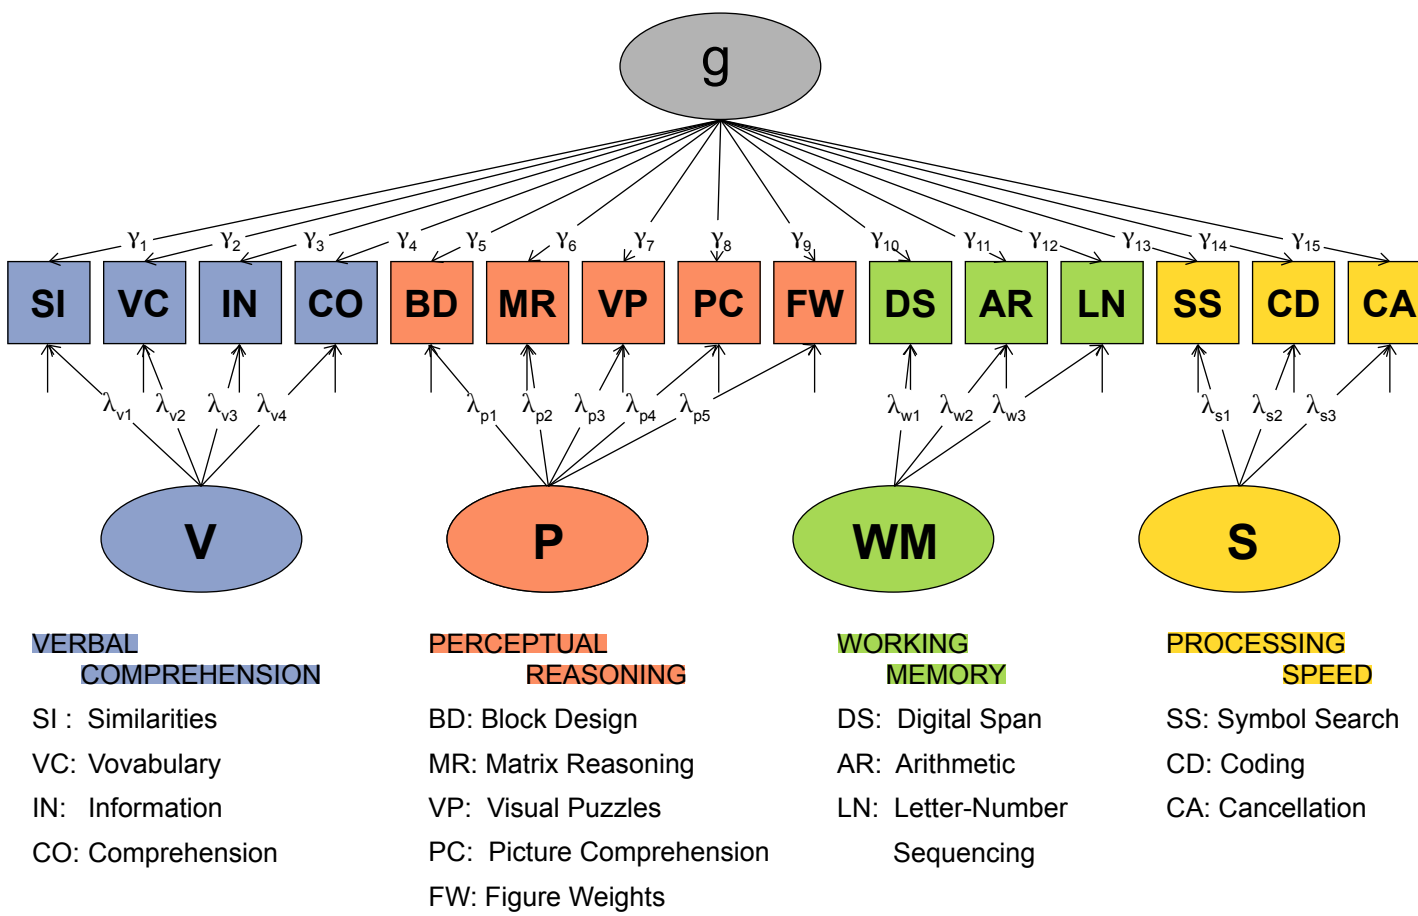 g
γ1 γ2 γ3 γ4 γ5 γ6 γ7 γ8 γ9 γ10 γ11 γ12 γ13 γ14 γ15
SI VC IN CO BD MR VP PC FW DS AR LN SS CD CA
λv1 λv2 λv3 λv4 λp1 λp2 λp3 λp4 λp5 λw1 λw2 λw3 λs1 λs2 λs3
V P WM S
VERBAL
COMPREHENSION
SI : Similarities
VC: Vovabulary
IN: Information
CO: Comprehension
PERCEPTUAL
REASONING
BD: Block Design
MR: Matrix Reasoning
VP: Visual Puzzles
PC: Picture Comprehension
FW: Figure Weights
WORKING
MEMORY
DS: Digital Span
AR: Arithmetic
LN: Letter-Number
Sequencing
PROCESSING
SPEED
SS: Symbol Search
CD: Coding
CA: Cancellation